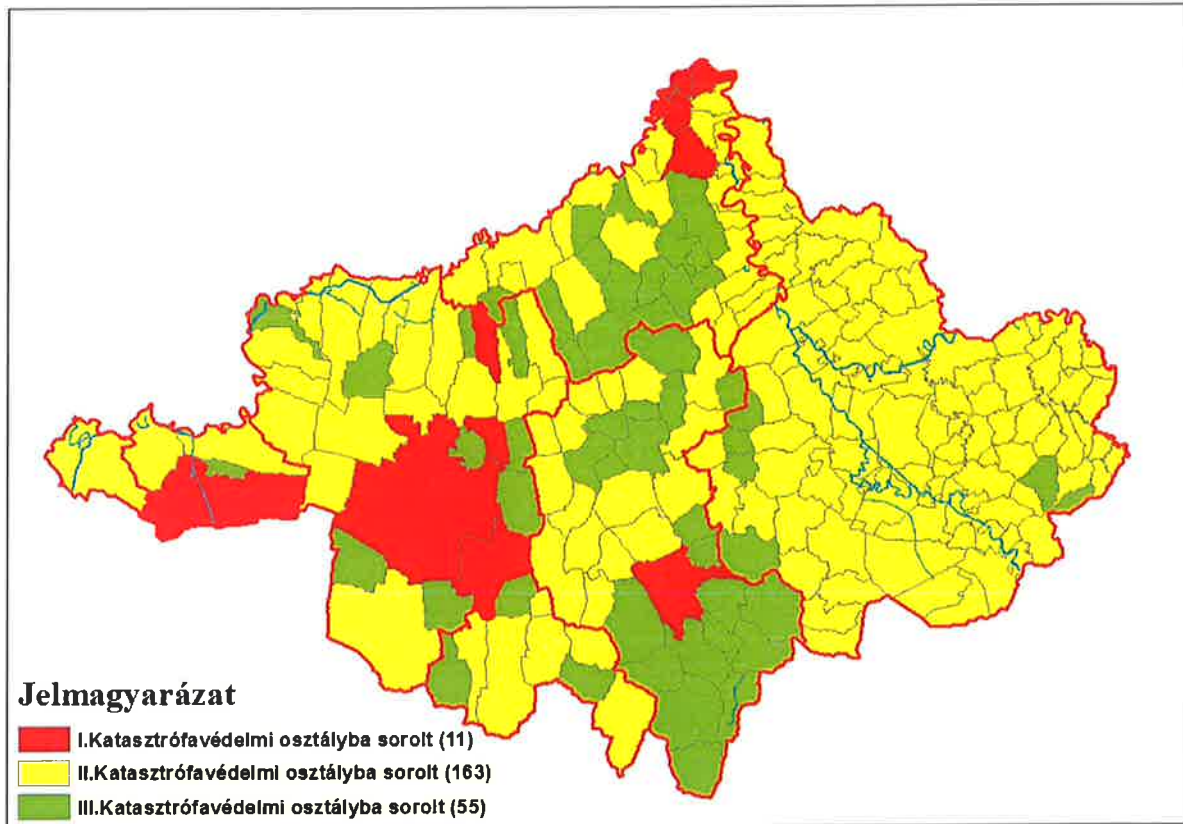 Jelmagyarázat
I.Katasztrófavédelmi osztályba sorolt (11)
II.Katasztrófavédelmi osztályba sorolt (163)
III.Katasztrófavédelmi osztályba sorolt (55)